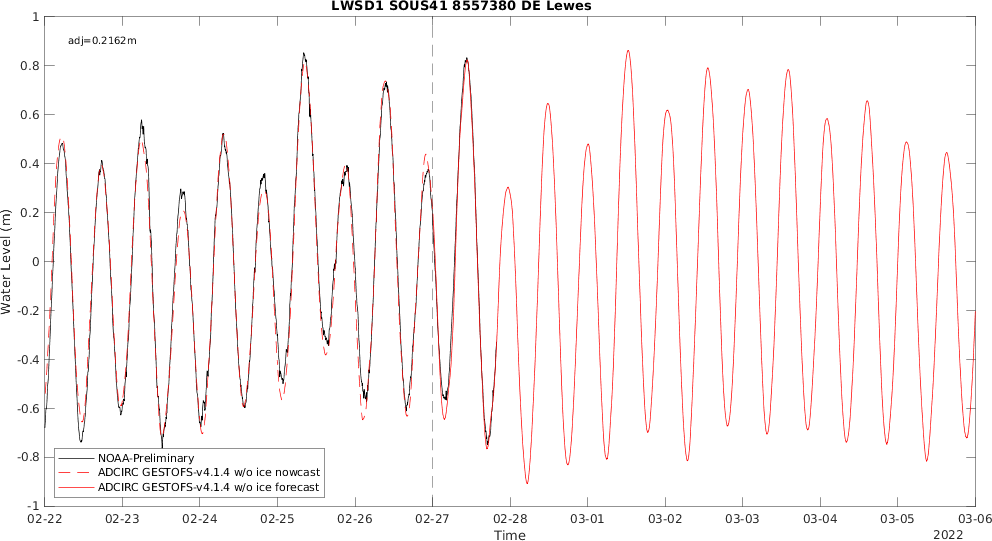 LWSD1 SOUS41 8557380 DE Lewes
adj=0.2162m
1
0.8
0.6
0.4
0.2
0
-0.2
-0.4
-0.6
-0.8
-1
Water Level (m)
NOAA-Preliminary
ADCIRC GESTOFS-v4.1.4 w/o ice nowcast
ADCIRC GESTOFS-v4.1.4 w/o ice forecast
02-22 02-23 02-24 02-25 02-26 02-27 02-28 03-01 03-02 03-03 03-04 03-05 03-06
Time
2022